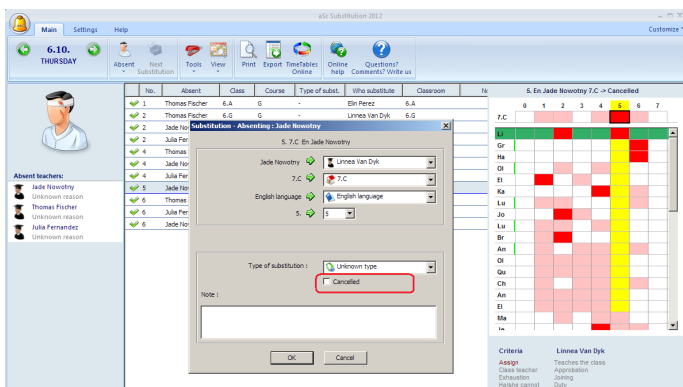 aSc Substitution 2012
Main Settings Help Customize
6.10.
THURSDAY
Absent Next Substitution Tools View Print Export TimeTables Online Online help Questions? Comments? Write us
No. Absent Class Course Type of subst. Who substitute Classroom
1 Thomas Fischer 6.A G - Elin Perez 6.A
2 Thomas Fischer 6.G G - Linnea Van Dyk 6.G
2 Jade No
2 Julia Fer
4 Thomas
4 Jade No
4 Julia Fer
5 Jade No
6 Thomas
6 Julia Fer
6 Jade No
Absent teachers:
Jade Nowotny
Unknown reason
Thomas Fischer
Unknown reason
Julia Fernandez
Unknown reason
Substitution - Absenting : Jade Nowotny
5. 7.C En Jade Nowotny
Jade Nowotny Linnea Van Dyk
7.C 7.C
English language English language
5. 5
Type of substitution : Unknown type
Cancelled
Note :
OK Cancel
5. En Jade Nowotny 7.C -> Cancelled
0 1 2 3 4 5 6 7
7.C
Li
Gr
Ha
Ol
El
Ka
Lu
Jo
Lu
Br
An
Ol
Qu
Ch
An
El
Ma
Criteria Linnea Van Dyk
Assign Teaches the class
Class teacher Approbation
Exhaustion Joining
He/she cannot Duty